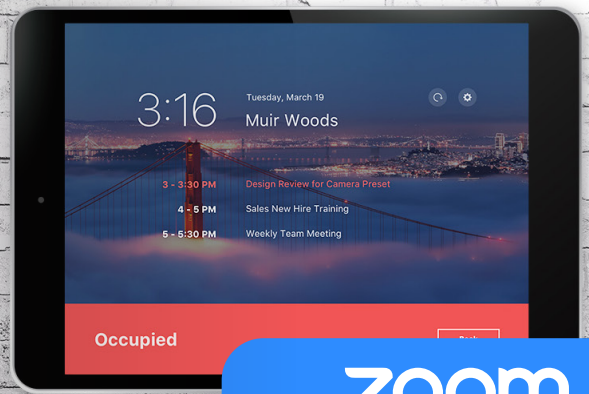 3:16
Tuesday, March 19
Muir Woods
3 - 3:30 PM Design Review for Camera Preset
4 - 5 PM Sales New Hire Training
5 - 5:30 PM Weekly Team Meeting
Occupied
zoom